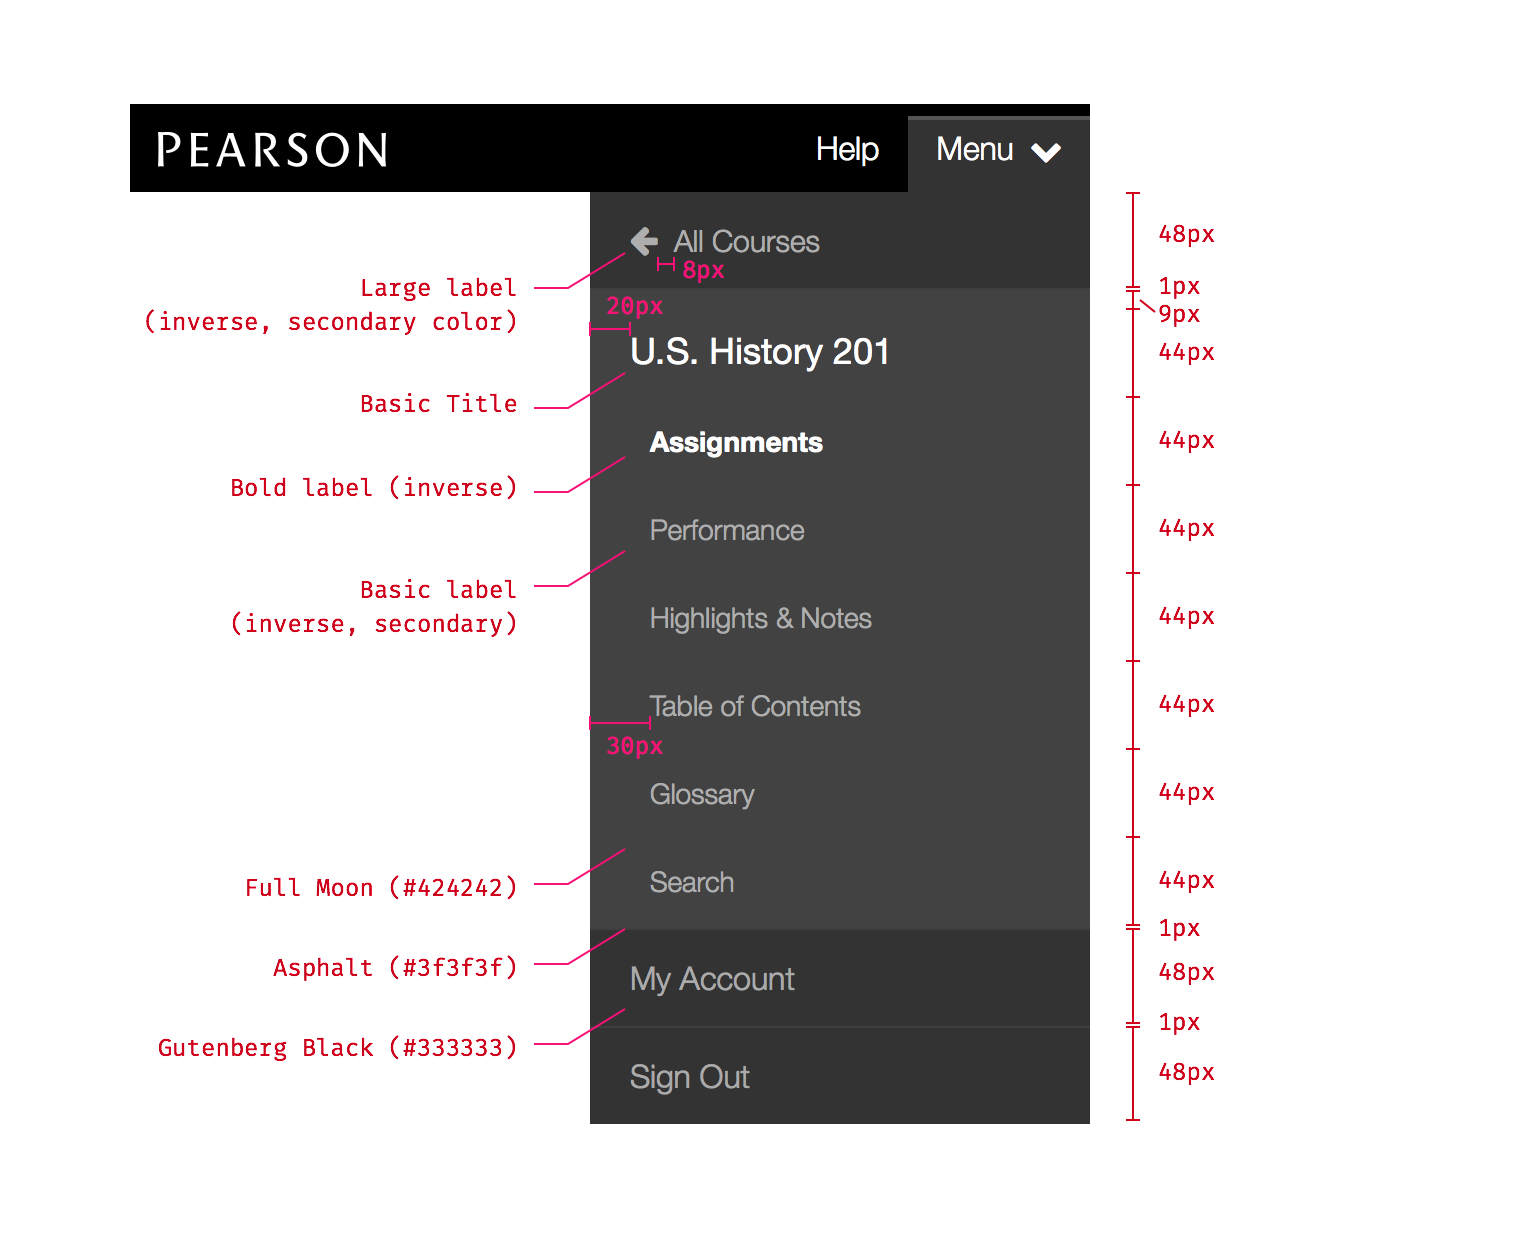 PEARSON
Help
Menu
All Courses
48px
8px
Large label
(inverse, secondary color)
1px
9px
20px
U.S. History 201
44px
Basic Title
Assignments
44px
Bold label (inverse)
Performance
44px
Basic label
(inverse, secondary)
Highlights & Notes
44px
Table of Contents
44px
30px
Glossary
44px
Full Moon (#424242)
Search
44px
1px
Asphalt (#3f3f3f)
My Account
48px
1px
Gutenberg Black (#333333)
Sign Out
48px